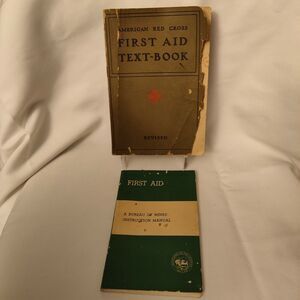 AMERICAN RED CROSS
FIRST AID
TEXT-BOOK
REVISED
FIRST AID
A BUREAU OF MINES
INSTRUCTION MANUAL